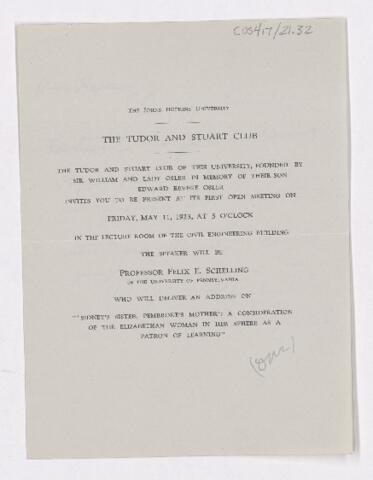 CUS417/21.32
THE JOHNS HOPKINS UNIVERSITY
THE TUDOR AND STUART CLUB
THE TUDOR AND STUART CLUB OF THIS UNIVERSITY, FOUNDED BY
SIR WILLIAM AND LADY OSLER IN MEMORY OF THEIR SON
EDWARD REVERE OSLER
INVITES YOU TO BE PRESENT AT ITS FIRST OPEN MEETING ON
FRIDAY, MAY 11, 1923, AT 5 O'CLOCK
IN THE LECTURE ROOM OF THE CIVIL ENGINEERING BUILDING
THE SPEAKER WILL BE
PROFESSOR FELIX E. SCHELLING
OF THE UNIVERSITY OF PENNSYLVANIA
WHO WILL DELIVER AN ADDRESS ON
"'SIDNEY'S SISTER, PEMBROKE'S MOTHER': A CONSIDERATION
OF THE ELIZABETHAN WOMAN IN HER SPHERE AS A
PATRON OF LEARNING"